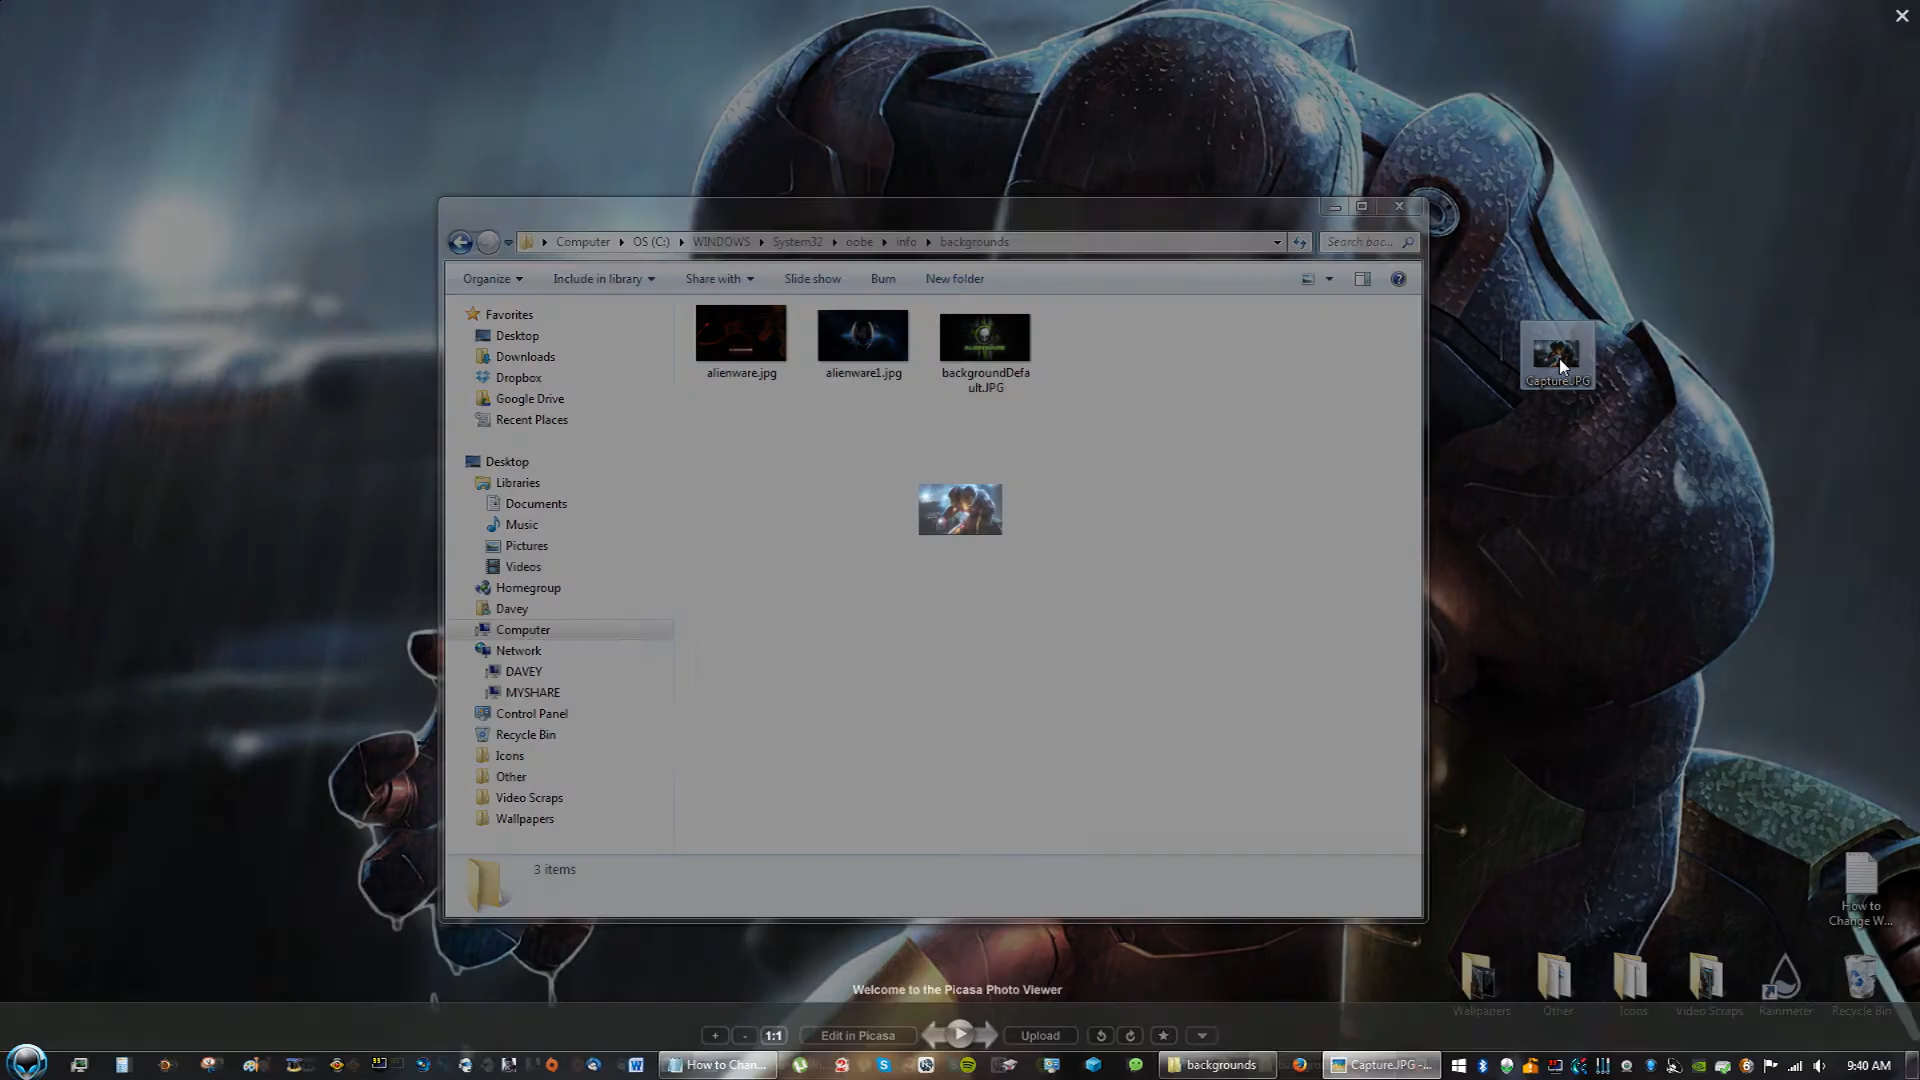 Computer OS (C:) WINDOWS System32 oobe info backgrounds
Search bac...
Organize Include in library Share with Slide show Burn New folder
Favorites
Desktop
Downloads
Dropbox
Google Drive
Recent Places
Desktop
Libraries
Documents
Music
Pictures
Videos
Homegroup
Davey
Computer
Network
DAVEY
MYSHARE
Control Panel
Recycle Bin
Icons
Other
Video Scraps
Wallpapers
alienware.jpg
alienware1.jpg
backgroundDefa
ult.JPG
3 items
Capture.JPG
How to
Change W...
Wallpapers
Other
Icons
Video Scraps
Rainmeter
Recycle Bin
Welcome to the Picasa Photo Viewer
+ - 1:1 Edit in Picasa Upload
How to Chan...
backgrounds
Capture.JPG -...
9:40 AM